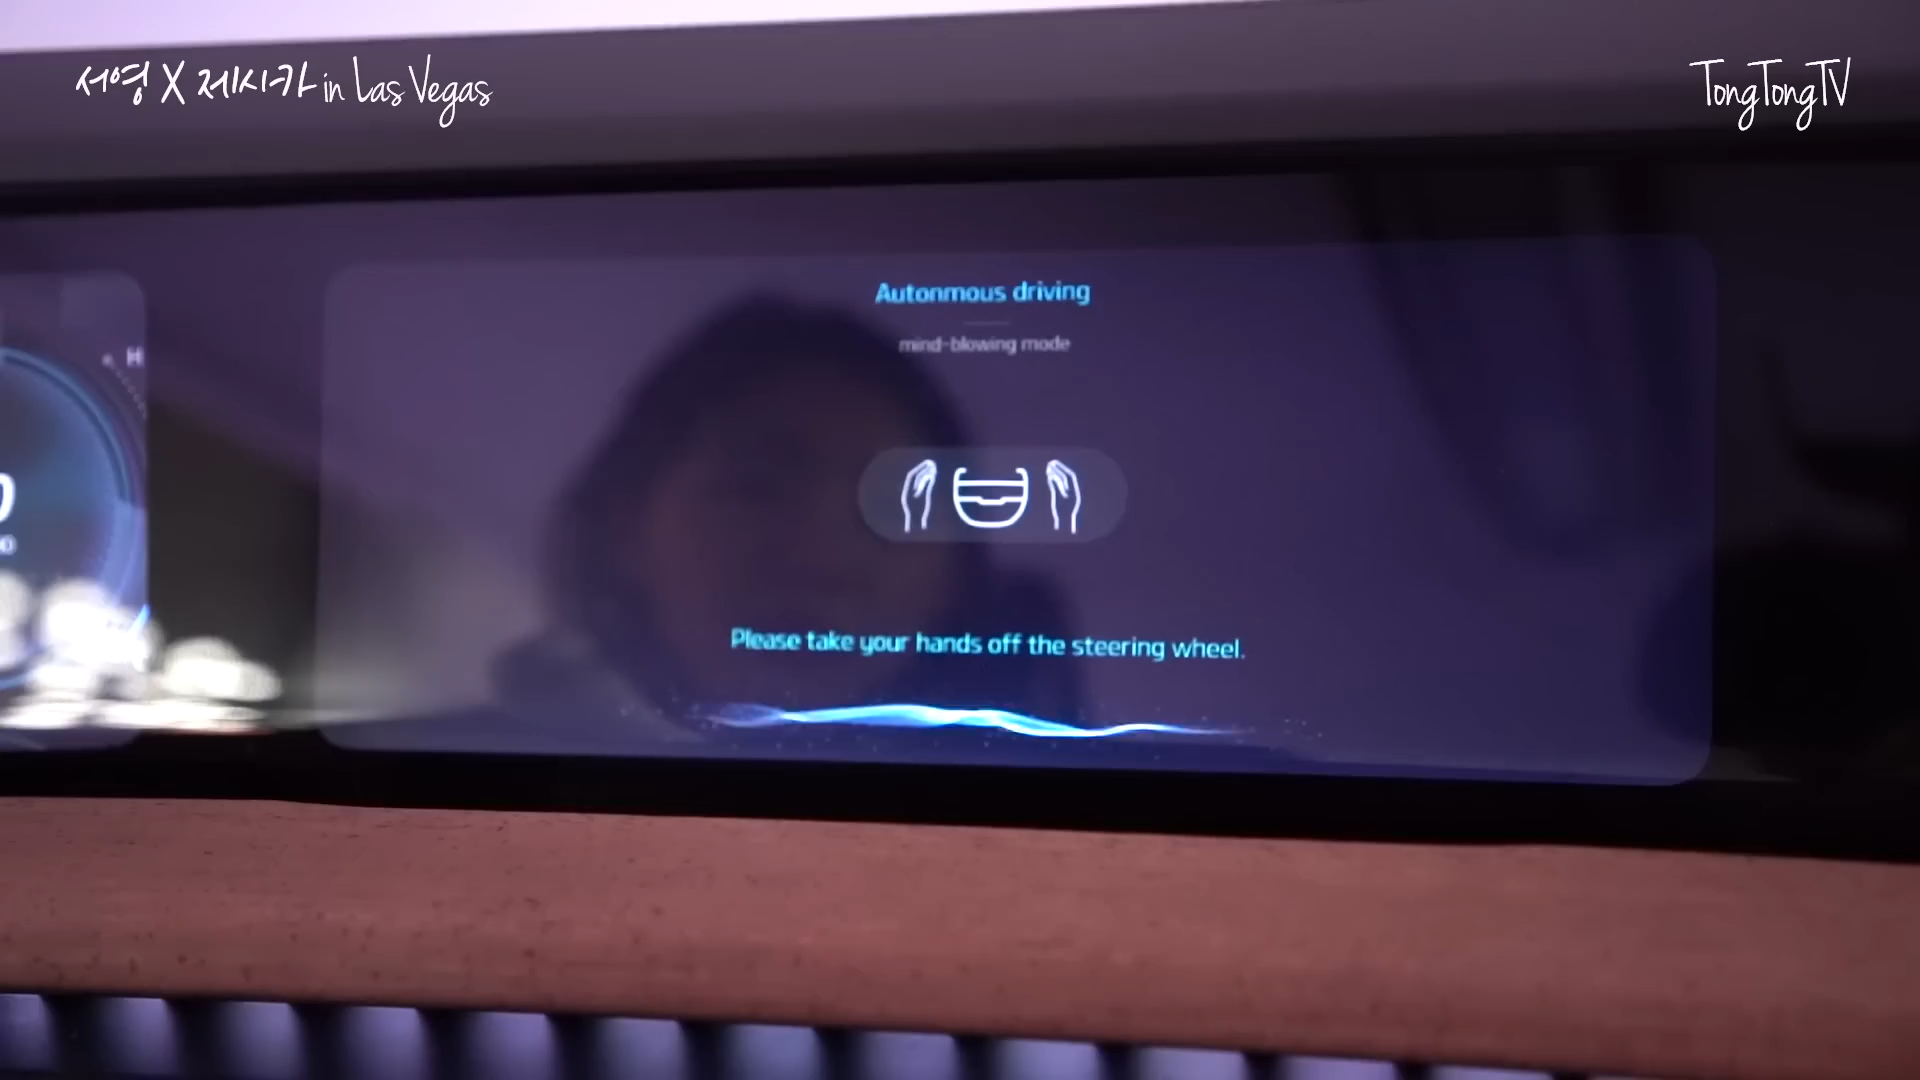 서영 X 제시카 in Las Vegas
TongTongTV
Autonmous driving
mind-blowing mode
H
Please take your hands off the steering wheel.